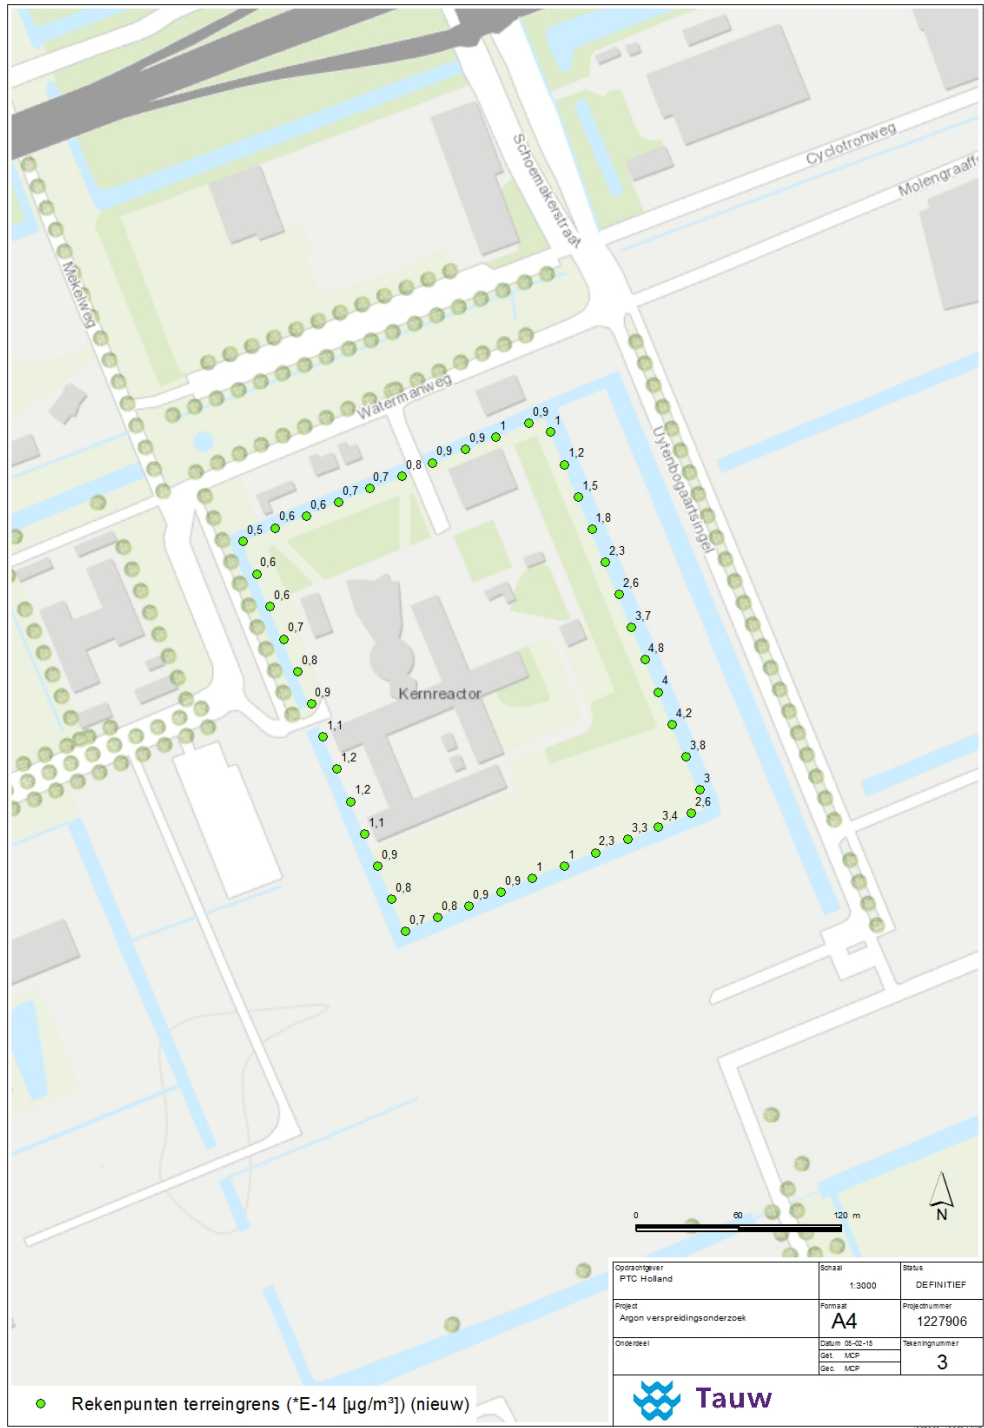 Schoemakerstraat
Cyclotronweg
Molengraaffs
Mekelweg
Watermanweg
Uytenbogaartsingel
Kernreactor
0,9
1
1
0,9
0,9
0,8
0,7
0,7
0,6
0,6
0,5
0,6
0,6
0,7
0,8
0,9
1,1
1,2
1,2
1,1
0,9
0,8
0,7
0,8
0,9
0,9
1
1
2,3
3,3
3,4
2,6
3
3,8
4,2
4
4,8
3,7
2,6
2,3
1,8
1,5
1,2
0 60 120 m
N
Opdrachtgever
PTC Holland
Schaal
1:3000
Status
DEFINITIEF
Project
Argon verspreidingsonderzoek
Formaat
A4
Projectnummer
1227906
Onderdeel
Datum 05-02-15
Get. MCP
Gec. MCP
Tekeningnummer
3
Tauw
Rekenpunten terreingrens (*E-14 [µg/m³]) (nieuw)